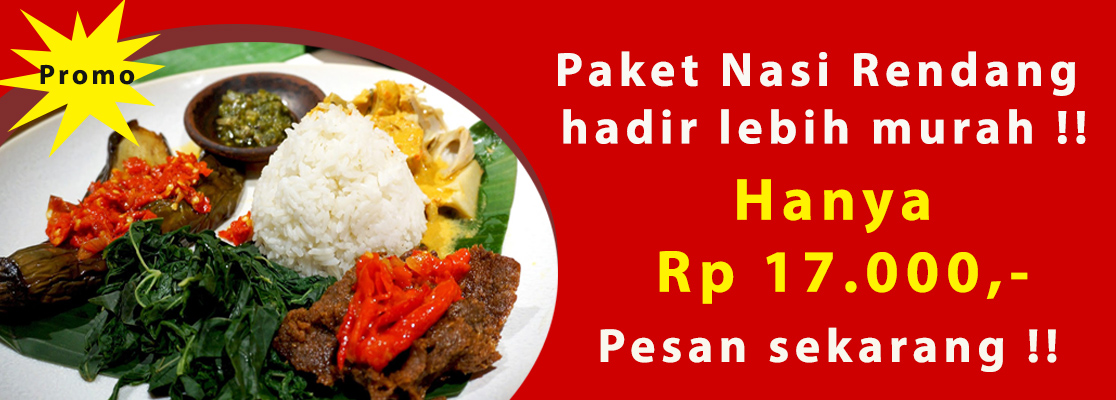 Promo
Paket Nasi Rendang
hadir lebih murah !!
Hanya
Rp 17.000,-
Pesan sekarang !!